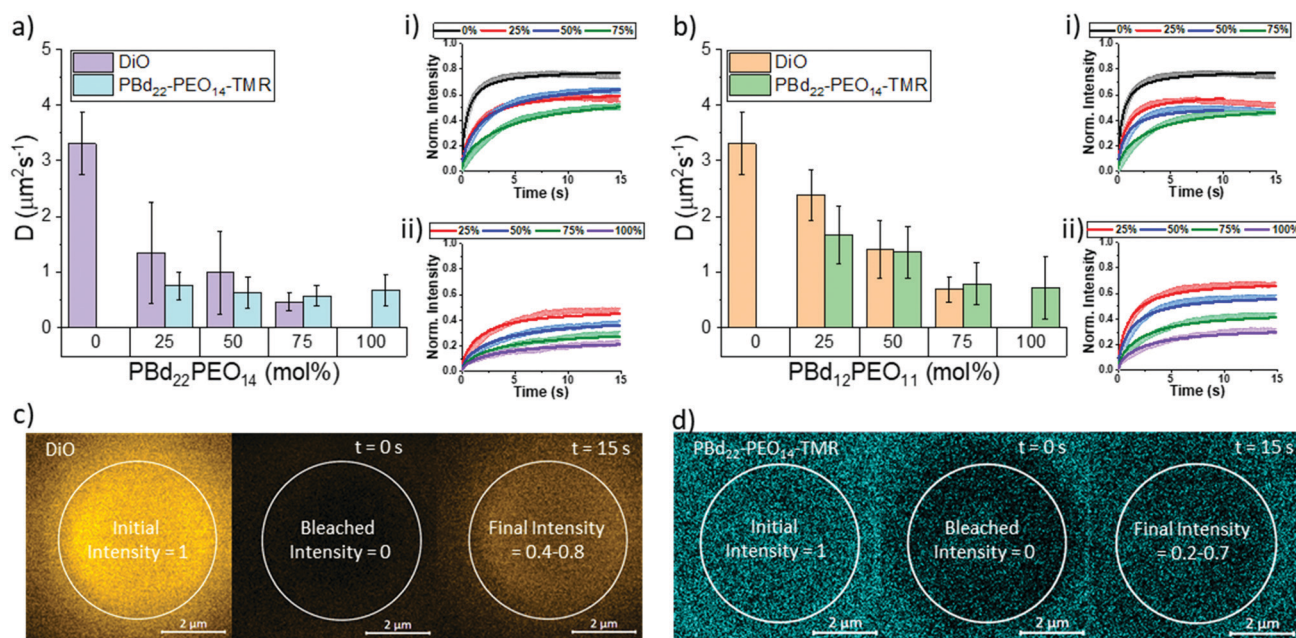 a)
DiO
PBd₂₂-PEO₁₄-TMR
D (μm²s⁻¹)
5
4
3
2
1
0
0 25 50 75 100
PBd₂₂PEO₁₄ (mol%)
i)
0% 25% 50% 75%
Norm. Intensity
1.0
0.8
0.6
0.4
0.2
0.0
0 5 10 15
Time (s)
ii)
25% 50% 75% 100%
Norm. Intensity
1.0
0.8
0.6
0.4
0.2
0.0
0 5 10 15
Time (s)
b)
DiO
PBd₂₂-PEO₁₄-TMR
D (μm²s⁻¹)
5
4
3
2
1
0
0 25 50 75 100
PBd₁₂PEO₁₁ (mol%)
i)
0% 25% 50% 75%
Norm. Intensity
1.0
0.8
0.6
0.4
0.2
0.0
0 5 10 15
Time (s)
ii)
25% 50% 75% 100%
Norm. Intensity
1.0
0.8
0.6
0.4
0.2
0.0
0 5 10 15
Time (s)
c)
DiO
Initial
Intensity = 1
2 μm
t = 0 s
Bleached
Intensity = 0
2 μm
t = 15 s
Final Intensity
= 0.4-0.8
2 μm
d)
PBd₂₂-PEO₁₄-TMR
Initial
Intensity = 1
2 μm
t = 0 s
Bleached
Intensity = 0
2 μm
t = 15 s
Final Intensity
= 0.2-0.7
2 μm